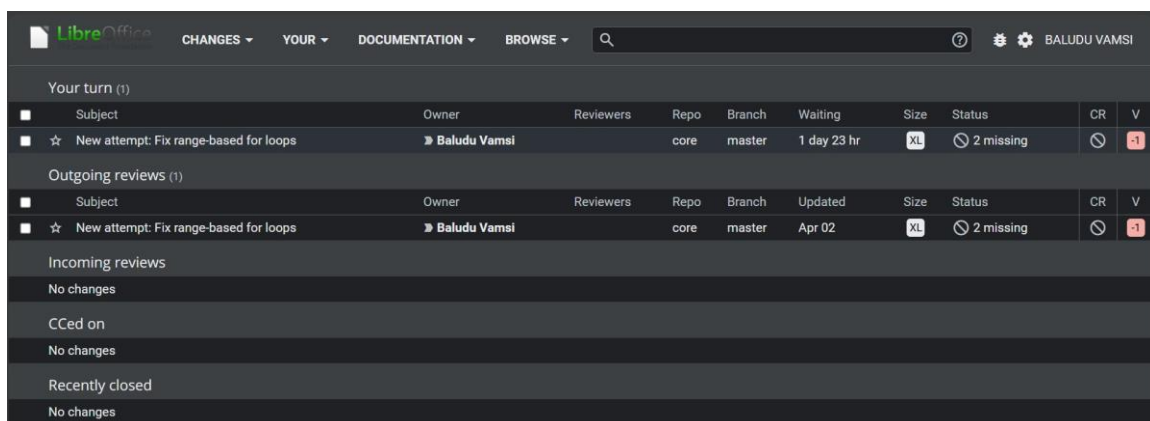 LibreOffice CHANGES YOUR DOCUMENTATION BROWSE BALUDU VAMSI
Your turn (1)
Subject Owner Reviewers Repo Branch Waiting Size Status CR V
New attempt: Fix range-based for loops Baludu Vamsi core master 1 day 23 hr XL 2 missing -1
Outgoing reviews (1)
Subject Owner Reviewers Repo Branch Updated Size Status CR V
New attempt: Fix range-based for loops Baludu Vamsi core master Apr 02 XL 2 missing -1
Incoming reviews
No changes
CCed on
No changes
Recently closed
No changes